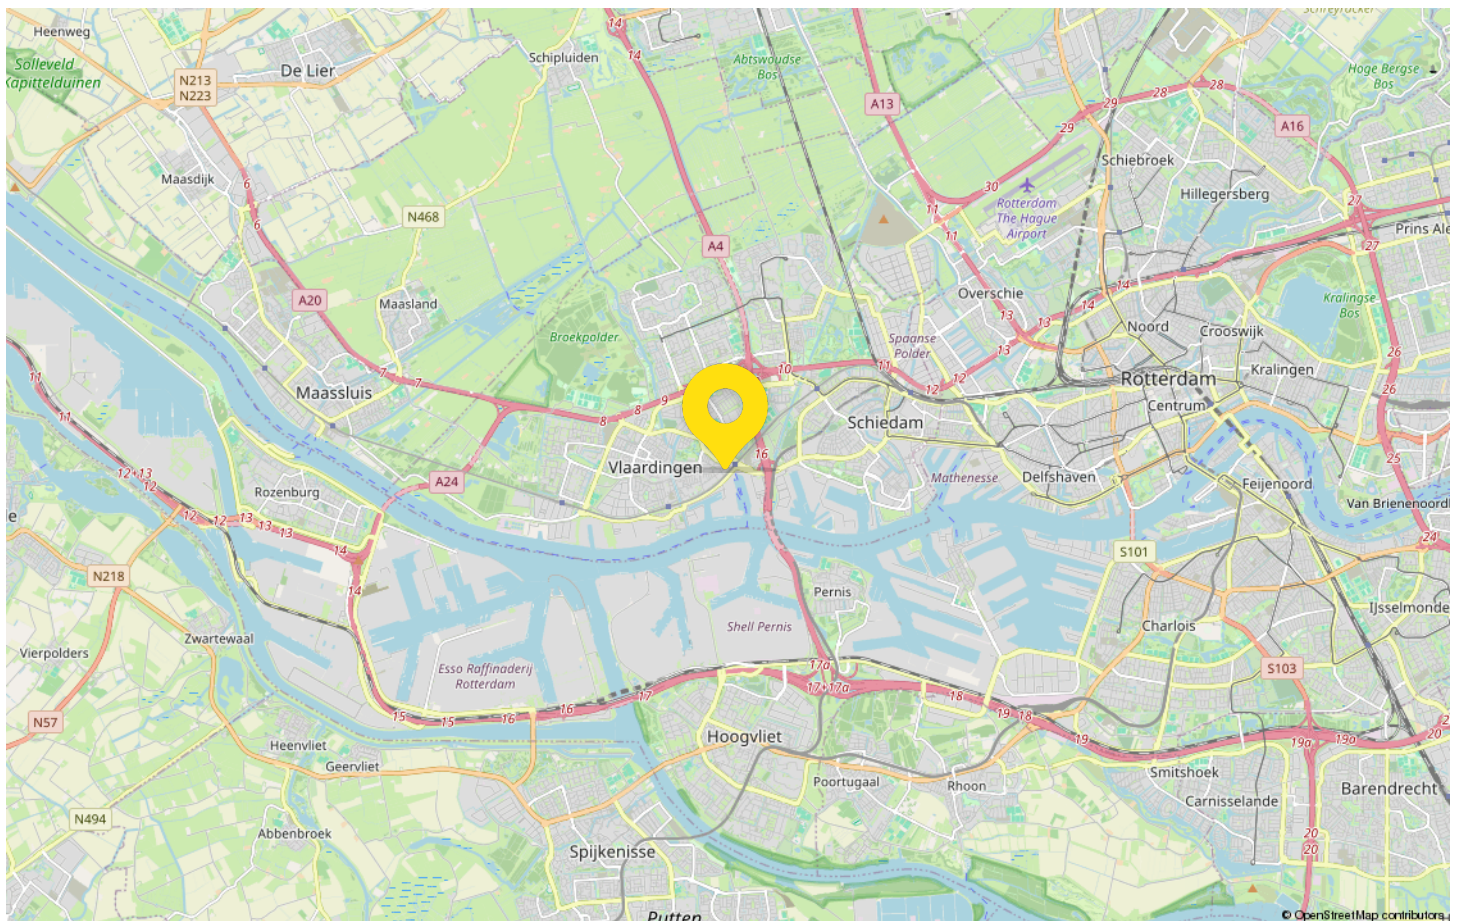 Heenweg
Schipluiden
Schreyracker
14
14
Solleveld
Kapittelduinen
De Lier
N213
N223
Abtswoudse
Bos
Hoge Bergse
Bos
A13
29
28
28
29
A16
Maasdijk
6
6
Schiebroek
30
Hillegersberg
Rotterdam
The Hague
Airport
27
27
11
11
N468
A4
Prins Ale
A20
Maasland
Overschie
14
14
13
13
13
Noord
Crooswijk
Kralingse
Bos
Broekpolder
Spaanse
Polder
26
26
11
11
7
7
Maassluis
10
11
12
12
Rotterdam
Kralingen
Centrum
8
8
9
Schiedam
16
25
Vlaardingen
12+13
12
A24
Rozenburg
Mathenesse
Delfshaven
Feijenoord
Van Brienenoord
12
12
13
13
13
14
14
24
S101
N218
Pernis
IJsselmonde
Charlois
Zwartewaal
Vierpolders
Shell Pernis
Esso Raffinaderij
Rotterdam
17a
17+17a
S103
15
15
16
16
17
18
19
18
19
19a
19a
20
2
N57
Heenvliet
Geervliet
Hoogvliet
Poortugaal
Rhoon
Smitshoek
Carnisselande
Barendrecht
N494
Abbenbroek
20
20
Spijkenisse
Putten
© OpenStreetMap contributors